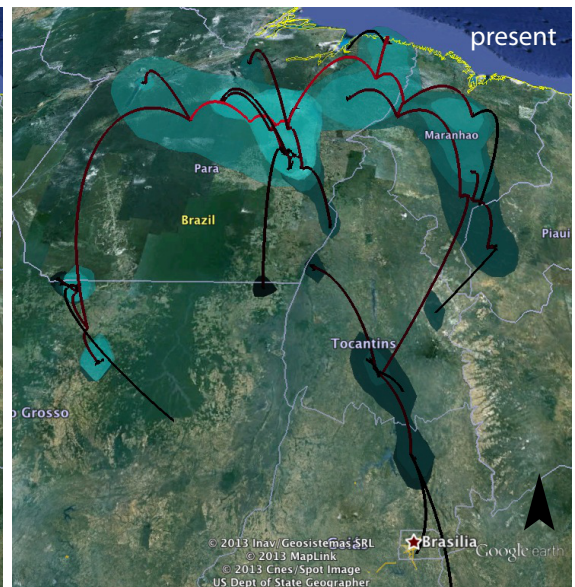 present
Maranhao
Para
Brazil
Piaui
Tocantins
o Grosso
© 2013 Inav/Geosistemas SRL
Brasilia
© 2013 MapLink
Google earth
© 2013 Cnes/Spot Image
US Dept of State Geographer